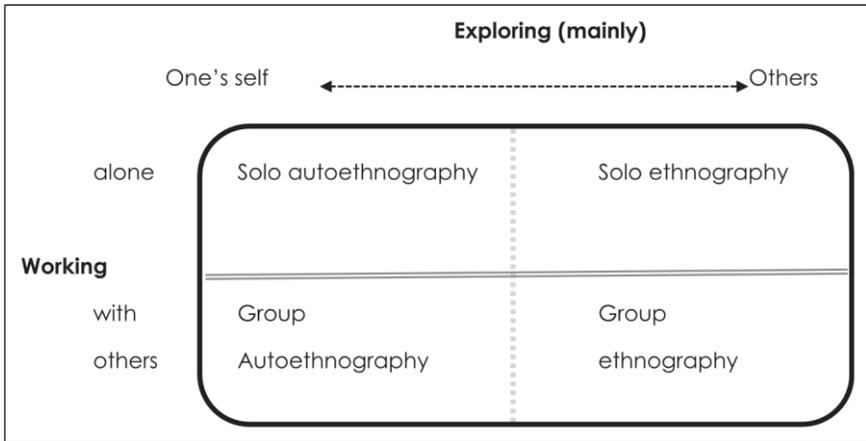 Exploring (mainly)
One’s self Others
alone Solo autoethnography Solo ethnography
Working
with Group Group
others Autoethnography ethnography